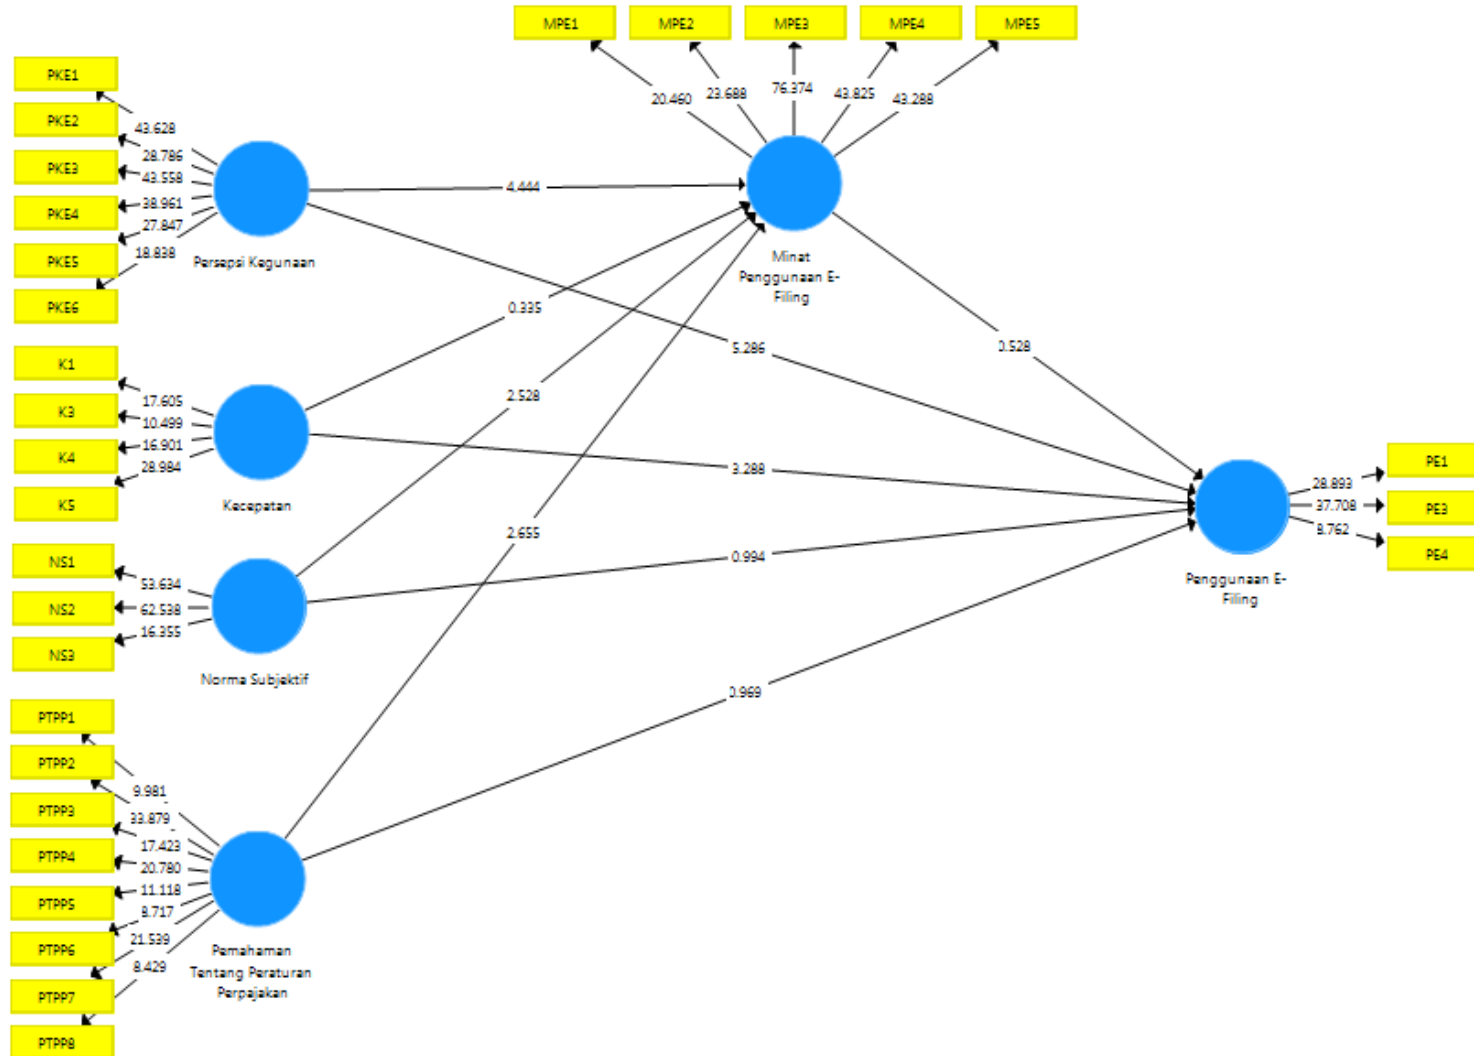 MPE1
MPE2
MPE3
MPE4
MPE5
20.460
23.688
76.374
43.825
43.288
PKE1
PKE2
PKE3
PKE4
PKE5
PKE6
43.628
28.786
43.558
38.961
27.847
18.838
Persepsi Kegunaan
4.444
Minat
Penggunaan E-
Filing
0.335
5.286
0.528
K1
K3
K4
K5
17.605
10.499
16.901
28.984
Kecepatan
2.528
3.288
NS1
NS2
NS3
53.634
62.538
16.355
Norma Subjektif
2.655
0.994
PE1
PE3
PE4
28.893
37.708
Penggunaan E-
Filing
0.969
PTPP1
PTPP2
PTPP3
PTPP4
PTPP5
PTPP6
PTPP7
PTPP8
9.981
33.879
17.423
20.780
11.118
21.539
8.429
Pemahaman
Tentang Peraturan
Perpajakan